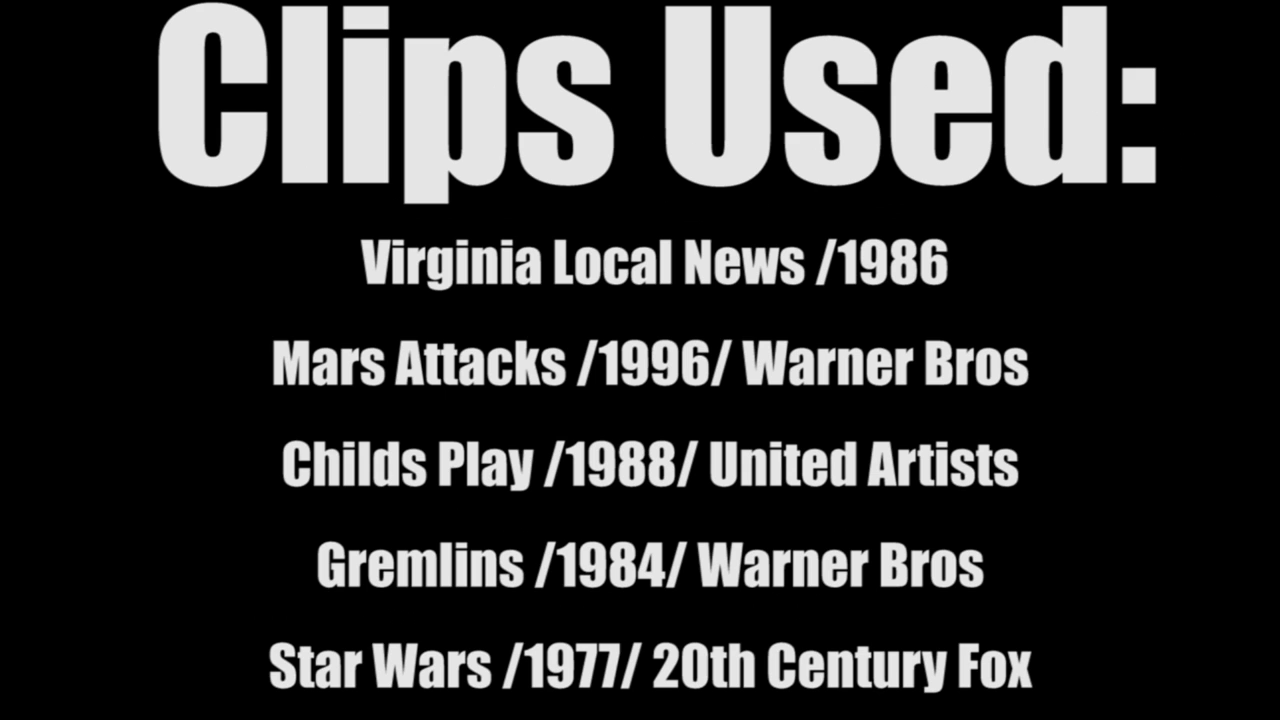 Clips Used:
Virginia Local News /1986
Mars Attacks /1996/ Warner Bros
Childs Play /1988/ United Artists
Gremlins /1984/ Warner Bros
Star Wars /1977/ 20th Century Fox